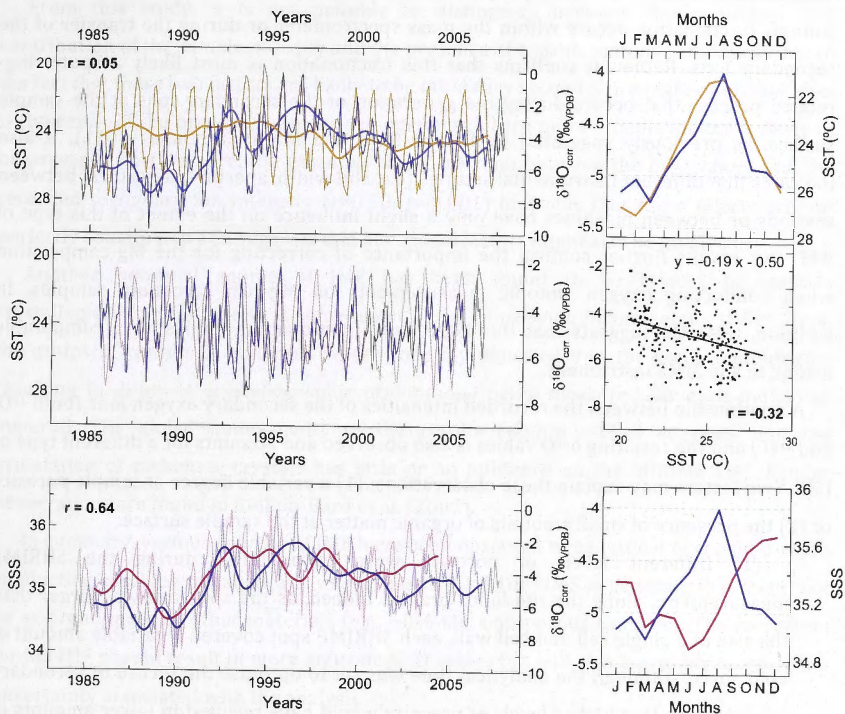 Years
1985 1990 1995 2000 2005
r = 0.05
20
24
28
SST (ºC)
0
-2
-4
-6
-8
-10
δ18Ocorr (‰VPDB)
Months
J F M A M J J A S O N D
-4
-4.5
-5
-5.5
22
24
26
28
SST (ºC)
20
24
28
SST (ºC)
-2
-4
-6
-8
δ18Ocorr (‰VPDB)
1985 1990 1995 2000 2005
Years
y = -0.19 x - 0.50
-2
-4
-6
-8
r = -0.32
20 25 30
SST (ºC)
r = 0.64
36
35
34
SSS
0
-2
-4
-6
-8
-10
δ18Ocorr (‰VPDB)
1985 1990 1995 2000 2005
Years
-4
-4.5
-5
-5.5
36
35.6
35.2
34.8
SSS
J F M A M J J A S O N D
Months